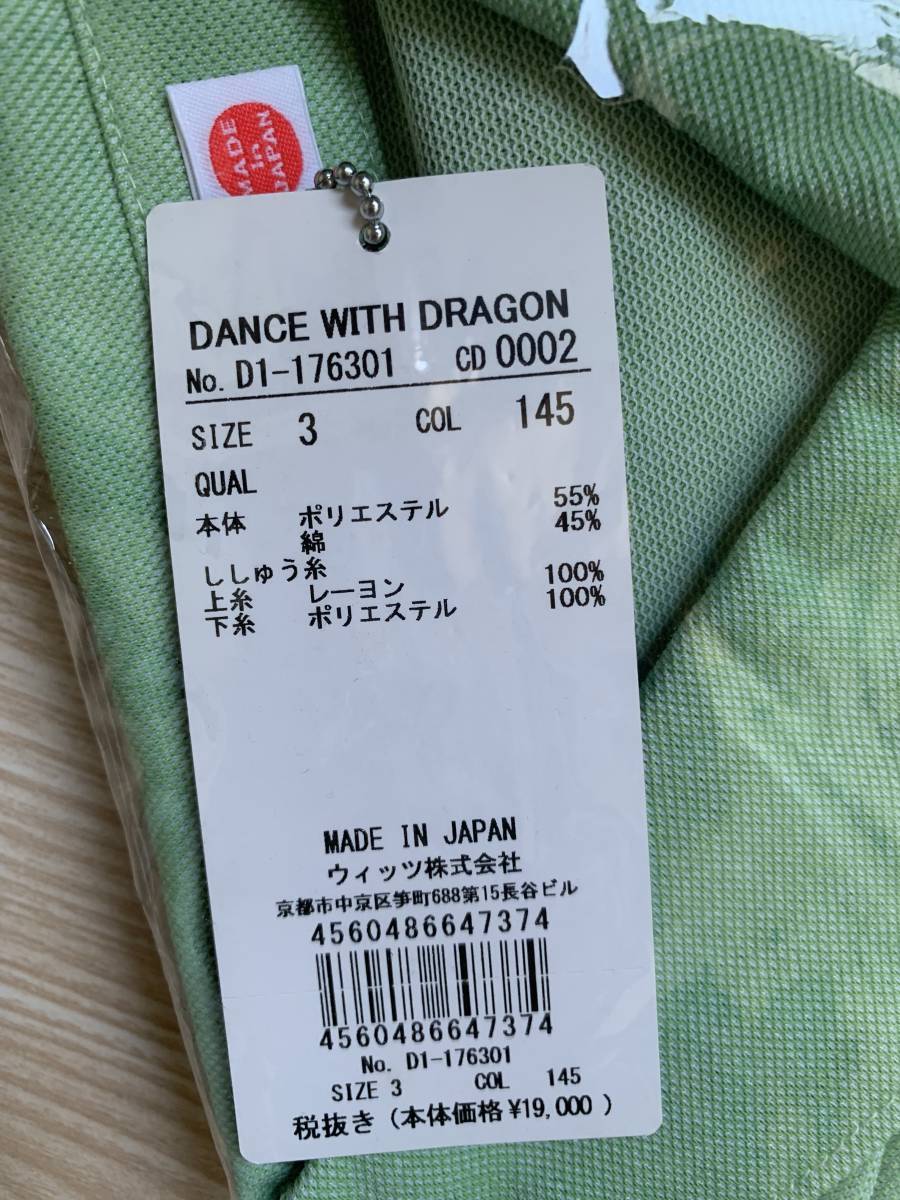 MADE
in
JAPAN
DANCE WITH DRAGON
No. D1-176301 CD 0002
SIZE 3 COL 145
QUAL
本体 ポリエステル 55%
綿 45%
ししゅう糸
上糸 レーヨン 100%
下糸 ポリエステル 100%
MADE IN JAPAN
ウィッツ株式会社
京都市中京区笋町688第15長谷ビル
4560486647374
4560486647374
No. D1-176301
SIZE 3 COL 145
税抜き (本体価格¥19,000 )